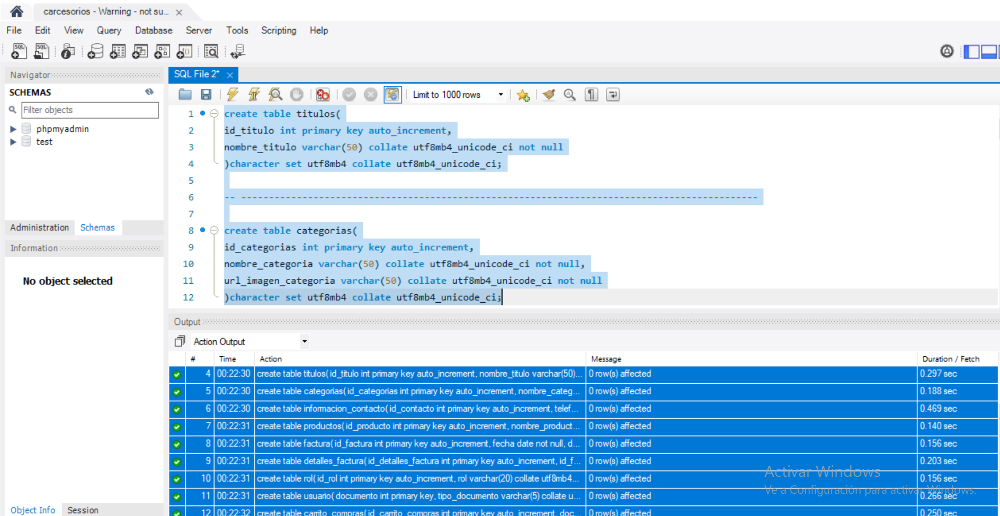 carcesorios - Warning - not su...
File Edit View Query Database Server Tools Scripting Help
Navigator
SCHEMAS
Filter objects
phpmyadmin
test
Administration Schemas
Information
No object selected
Object Info Session
SQL File 2*
Limit to 1000 rows
1 create table titulos(
2 id_titulo int primary key auto_increment,
3 nombre_titulo varchar(50) collate utf8mb4_unicode_ci not null
4 )character set utf8mb4 collate utf8mb4_unicode_ci;
5
6 -- ---------------------------------------------------------------------------------------------
7
8 create table categorias(
9 id_categorias int primary key auto_increment,
10 nombre_categoria varchar(50) collate utf8mb4_unicode_ci not null,
11 url_imagen_categoria varchar(50) collate utf8mb4_unicode_ci not null
12 )character set utf8mb4 collate utf8mb4_unicode_ci;
Output
Action Output
# Time Action Message Duration / Fetch
4 00:22:30 create table titulos( id_titulo int primary key auto_increment, nombre_titulo varchar(50)... 0 row(s) affected 0.297 sec
5 00:22:30 create table categorias( id_categorias int primary key auto_increment, nombre_categ... 0 row(s) affected 0.188 sec
6 00:22:30 create table informacion_contacto( id_contacto int primary key auto_increment, telef... 0 row(s) affected 0.469 sec
7 00:22:31 create table productos( id_producto int primary key auto_increment, nombre_product... 0 row(s) affected 0.140 sec
8 00:22:31 create table factura( id_factura int primary key auto_increment, fecha date not null, d... 0 row(s) affected 0.156 sec
9 00:22:31 create table detalles_factura( id_detalles_factura int primary key auto_increment, id_f... 0 row(s) affected 0.203 sec
10 00:22:31 create table rol( id_rol int primary key auto_increment, rol varchar(20) collate utf8mb4... 0 row(s) affected 0.156 sec
11 00:22:31 create table usuario( documento int primary key, tipo_documento varchar(5) collate u... 0 row(s) affected 0.266 sec
12 00:22:32 create table carrito_compras( id_carrito_compras int primary key auto_increment, doc... 0 row(s) affected 0.250 sec
Activar Windows
Ve a Configuración para activar Windows.